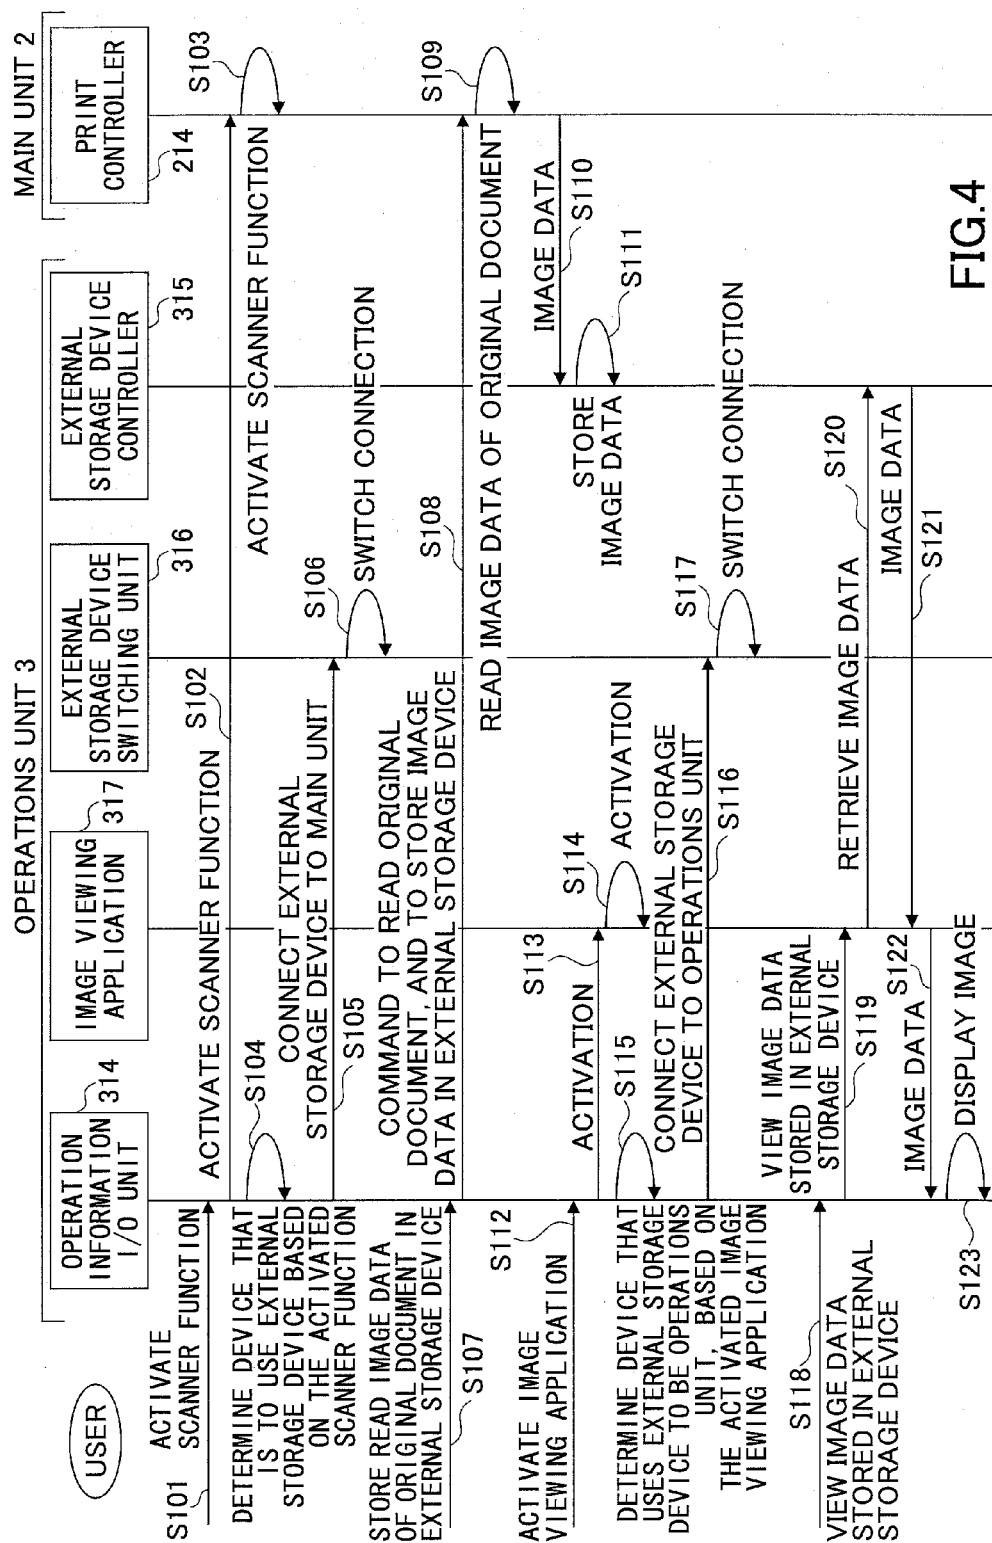 USER
OPERATIONS UNIT 3
MAIN UNIT 2
OPERATION
INFORMATION
I/O UNIT
314
IMAGE VIEWING
APPLICATION
317
EXTERNAL
STORAGE DEVICE
SWITCHING UNIT
316
EXTERNAL
STORAGE DEVICE
CONTROLLER
315
PRINT
CONTROLLER
214
ACTIVATE
SCANNER FUNCTION
S101
ACTIVATE SCANNER FUNCTION
S102
ACTIVATE SCANNER FUNCTION
S103
DETERMINE DEVICE THAT
IS TO USE EXTERNAL
STORAGE DEVICE BASED
ON THE ACTIVATED
SCANNER FUNCTION
S104
CONNECT EXTERNAL
STORAGE DEVICE TO MAIN UNIT
S105
S106
SWITCH CONNECTION
STORE READ IMAGE DATA
OF ORIGINAL DOCUMENT IN
EXTERNAL STORAGE DEVICE
S107
COMMAND TO READ ORIGINAL
DOCUMENT, AND TO STORE IMAGE
DATA IN EXTERNAL STORAGE DEVICE
S108
READ IMAGE DATA OF ORIGINAL DOCUMENT
S109
IMAGE DATA
S110
STORE
IMAGE DATA
S111
ACTIVATE IMAGE
VIEWING APPLICATION
S112
ACTIVATION
S113
S114
ACTIVATION
DETERMINE DEVICE THAT
USES EXTERNAL STORAGE
DEVICE TO BE OPERATIONS
UNIT, BASED ON
THE ACTIVATED IMAGE
VIEWING APPLICATION
S115
CONNECT EXTERNAL STORAGE
DEVICE TO OPERATIONS UNIT
S116
S117
SWITCH CONNECTION
S118
VIEW IMAGE DATA
STORED IN EXTERNAL
STORAGE DEVICE
VIEW IMAGE DATA
STORED IN EXTERNAL
STORAGE DEVICE
S119
RETRIEVE IMAGE DATA
S120
IMAGE DATA
S121
IMAGE DATA
S122
DISPLAY IMAGE
S123
FIG.4